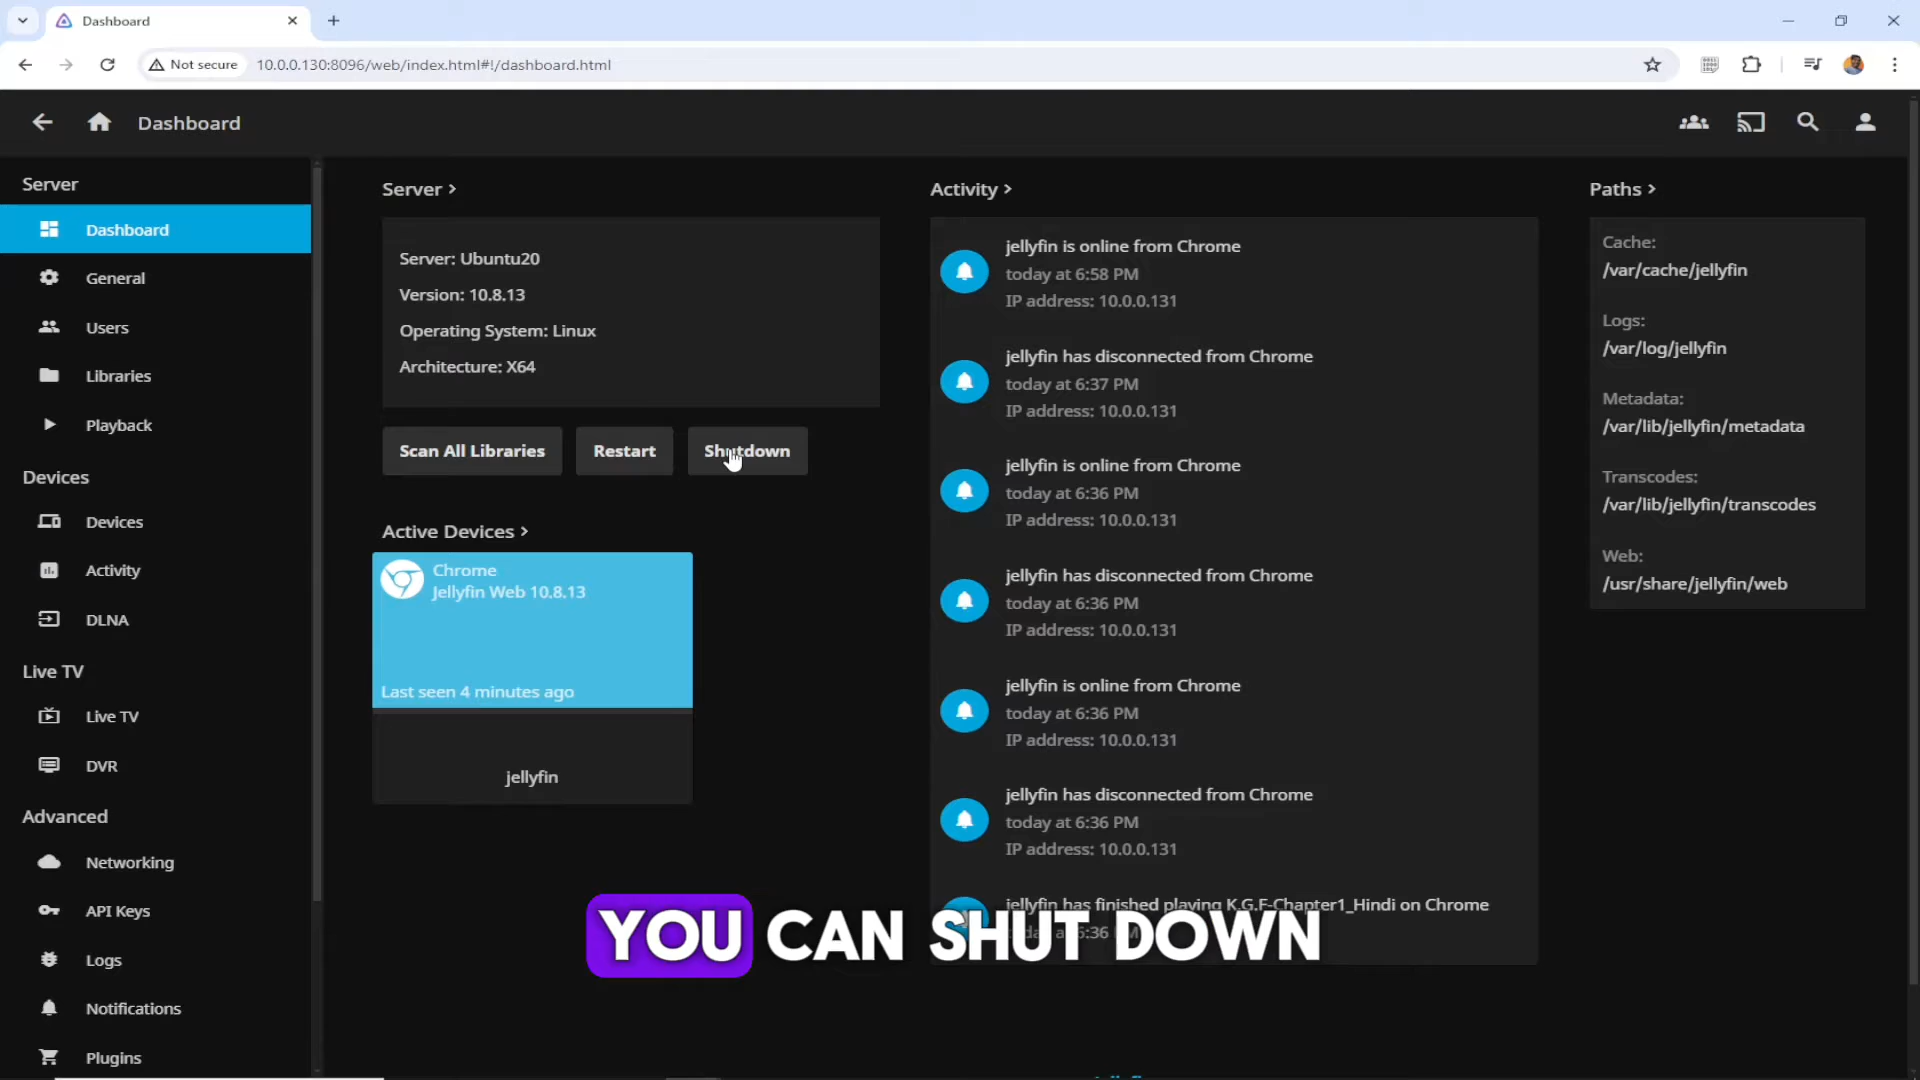 Dashboard
Not secure
10.0.0.130:8096/web/index.html#!/dashboard.html
Dashboard
Server
Dashboard
General
Users
Libraries
Playback
Devices
Devices
Activity
DLNA
Live TV
Live TV
DVR
Advanced
Networking
API Keys
Logs
Notifications
Plugins
Server
Server: Ubuntu20
Version: 10.8.13
Operating System: Linux
Architecture: X64
Scan All Libraries
Restart
Shutdown
Active Devices
Chrome
Jellyfin Web 10.8.13
Last seen 4 minutes ago
jellyfin
Activity
jellyfin is online from Chrome
today at 6:58 PM
IP address: 10.0.0.131
jellyfin has disconnected from Chrome
today at 6:37 PM
IP address: 10.0.0.131
jellyfin is online from Chrome
today at 6:36 PM
IP address: 10.0.0.131
jellyfin has disconnected from Chrome
today at 6:36 PM
IP address: 10.0.0.131
jellyfin is online from Chrome
today at 6:36 PM
IP address: 10.0.0.131
jellyfin has disconnected from Chrome
today at 6:36 PM
IP address: 10.0.0.131
jellyfin has finished playing K.G.F-Chapter1_Hindi on Chrome
Paths
Cache:
/var/cache/jellyfin
Logs:
/var/log/jellyfin
Metadata:
/var/lib/jellyfin/metadata
Transcodes:
/var/lib/jellyfin/transcodes
Web:
/usr/share/jellyfin/web
YOU CAN SHUT DOWN